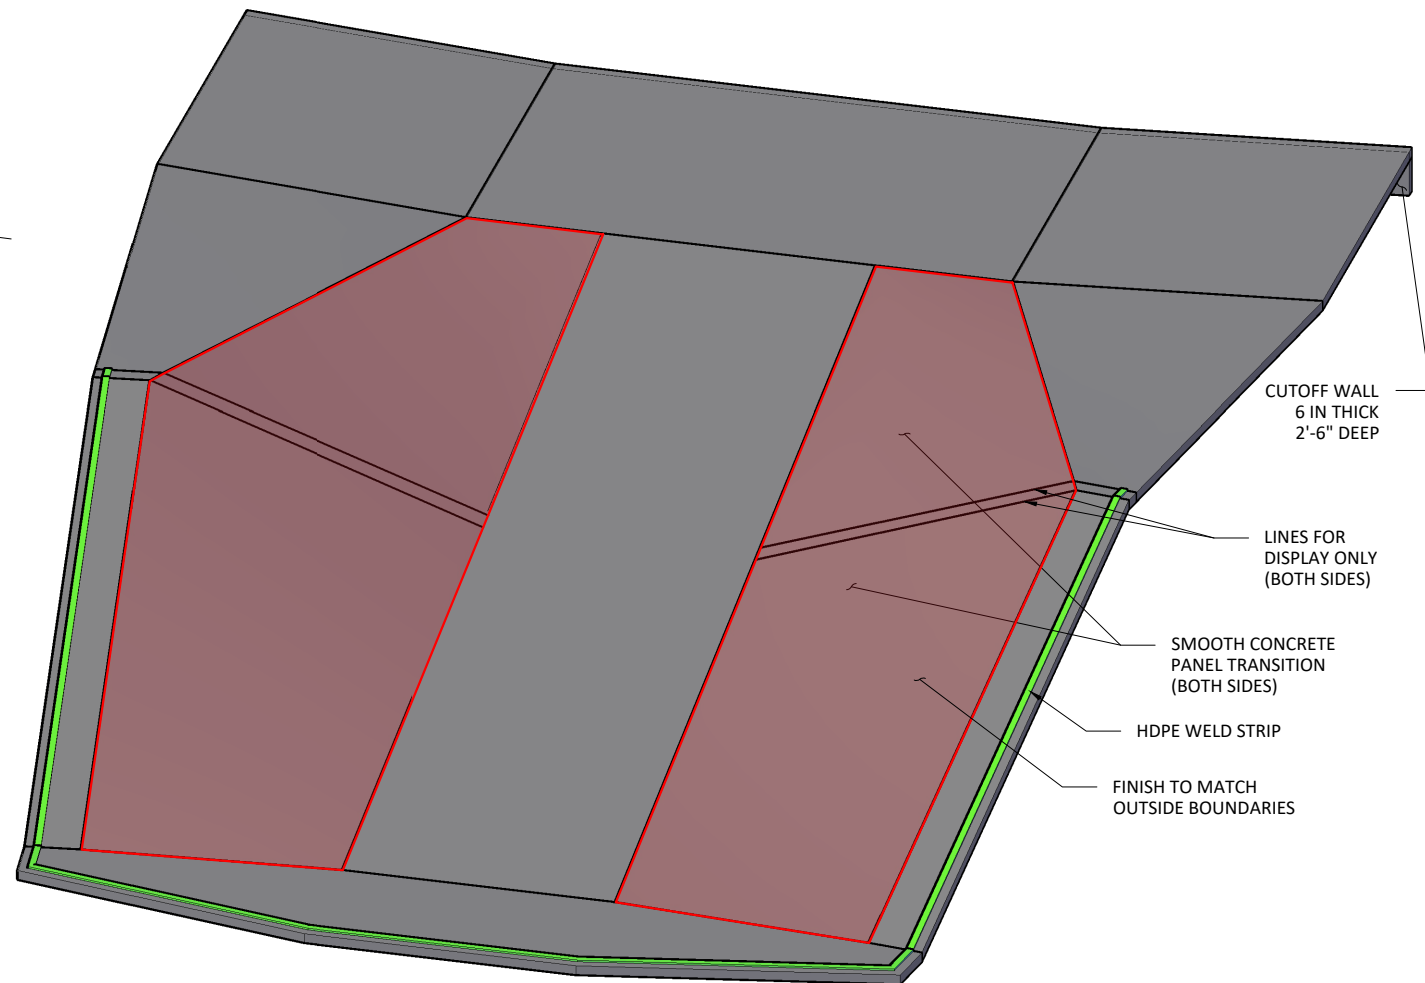 CUTOFF WALL
6 IN THICK
2'-6" DEEP
LINES FOR
DISPLAY ONLY
(BOTH SIDES)
SMOOTH CONCRETE
PANEL TRANSITION
(BOTH SIDES)
HDPE WELD STRIP
FINISH TO MATCH
OUTSIDE BOUNDARIES